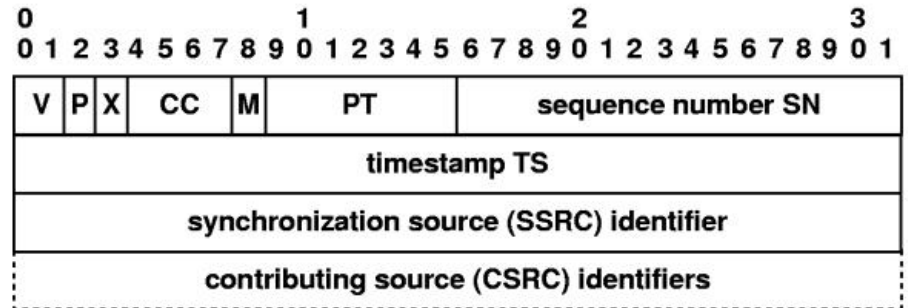 0 1 2 3
0 1 2 3 4 5 6 7 8 9 0 1 2 3 4 5 6 7 8 9 0 1 2 3 4 5 6 7 8 9 0 1
V P X CC M PT sequence number SN
timestamp TS
synchronization source (SSRC) identifier
contributing source (CSRC) identifiers